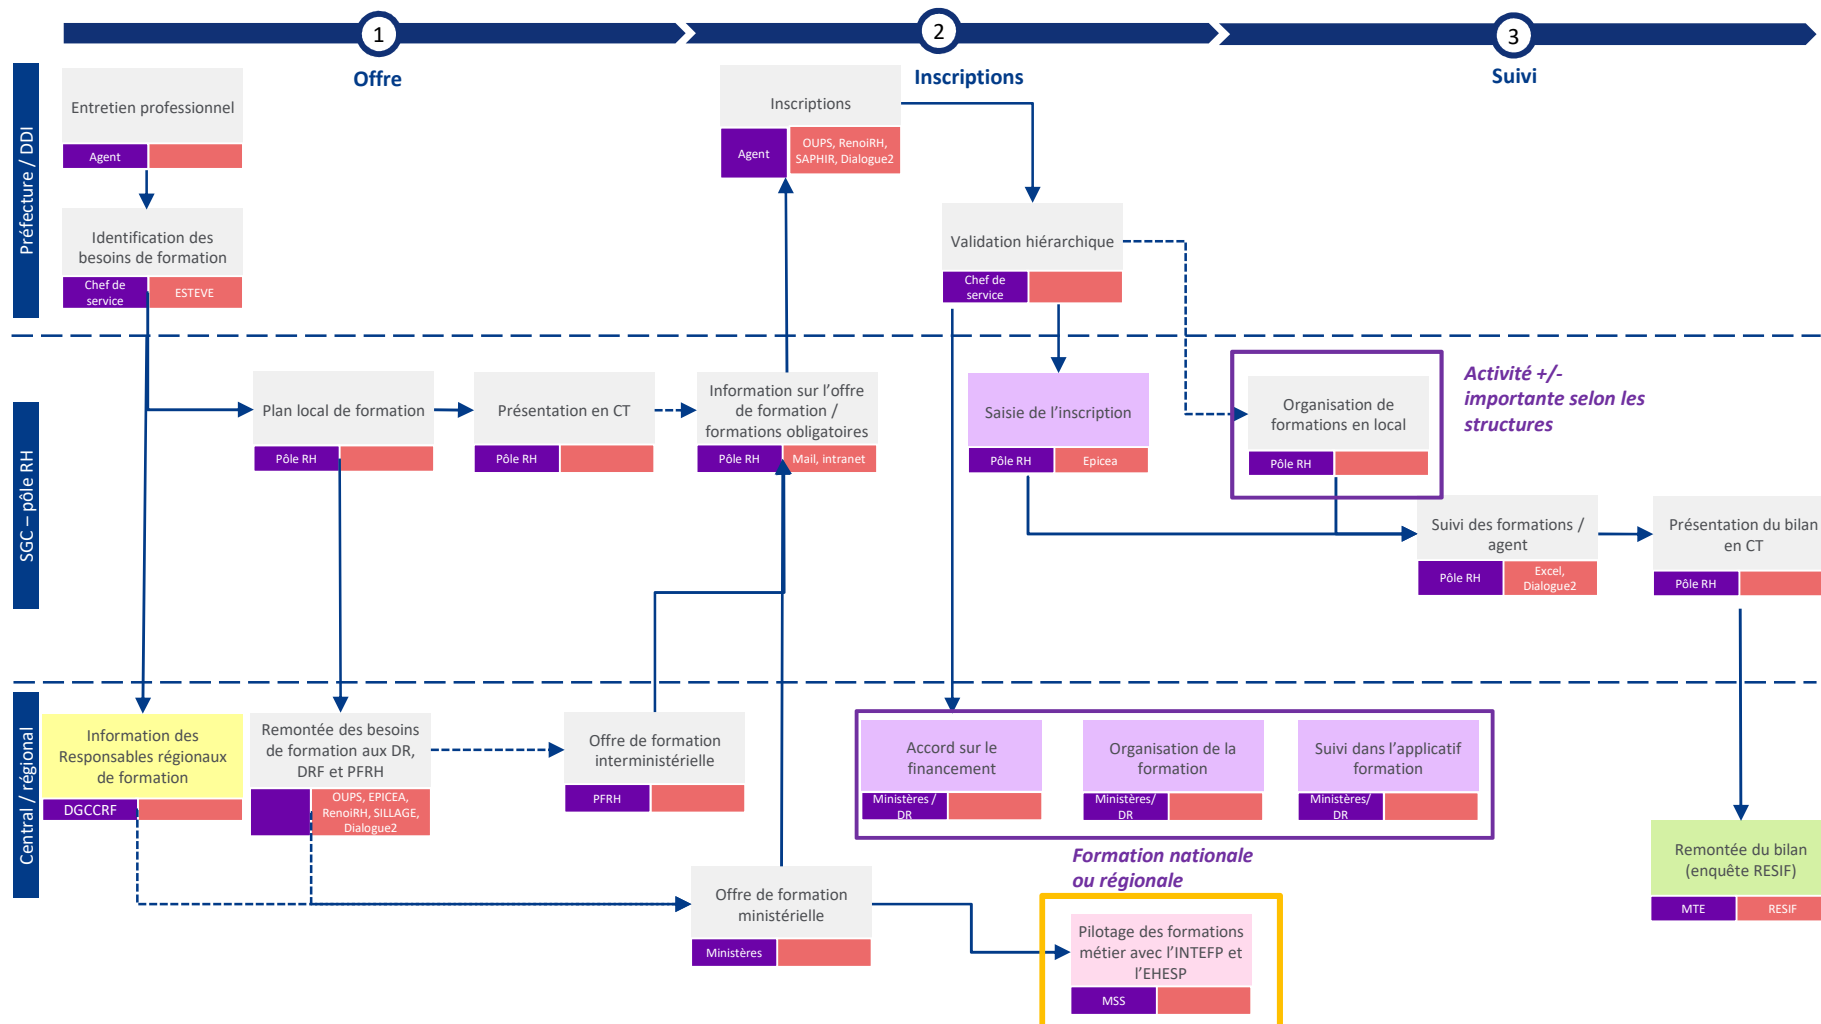 1
2
3
Offre
Inscriptions
Suivi
Préfecture / DDI
Entretien professionnel
Agent
Identification des
besoins de formation
Chef de
service
ESTEVE
Inscriptions
Agent
OUPS, RenoiRH,
SAPHIR, Dialogue2
Validation hiérarchique
Chef de
service
SGC – pôle RH
Plan local de formation
Pôle RH
Présentation en CT
Pôle RH
Information sur l’offre
de formation /
formations obligatoires
Pôle RH
Mail, intranet
Saisie de l’inscription
Pôle RH
Epicea
Organisation de
formations en local
Pôle RH
Activité +/-
importante selon les
structures
Suivi des formations /
agent
Pôle RH
Excel,
Dialogue2
Présentation du bilan
en CT
Pôle RH
Central / régional
Information des
Responsables régionaux
de formation
DGCCRF
Remontée des besoins
de formation aux DR,
DRF et PFRH
OUPS, EPICEA,
RenoiRH, SILLAGE,
Dialogue2
Offre de formation
interministérielle
PFRH
Offre de formation
ministérielle
Ministères
Accord sur le
financement
Ministères /
DR
Organisation de la
formation
Ministères/
DR
Suivi dans l’applicatif
formation
Ministères/
DR
Formation nationale
ou régionale
Pilotage des formations
métier avec l’INTEFP et
l’EHESP
MSS
Remontée du bilan
(enquête RESIF)
MTE
RESIF